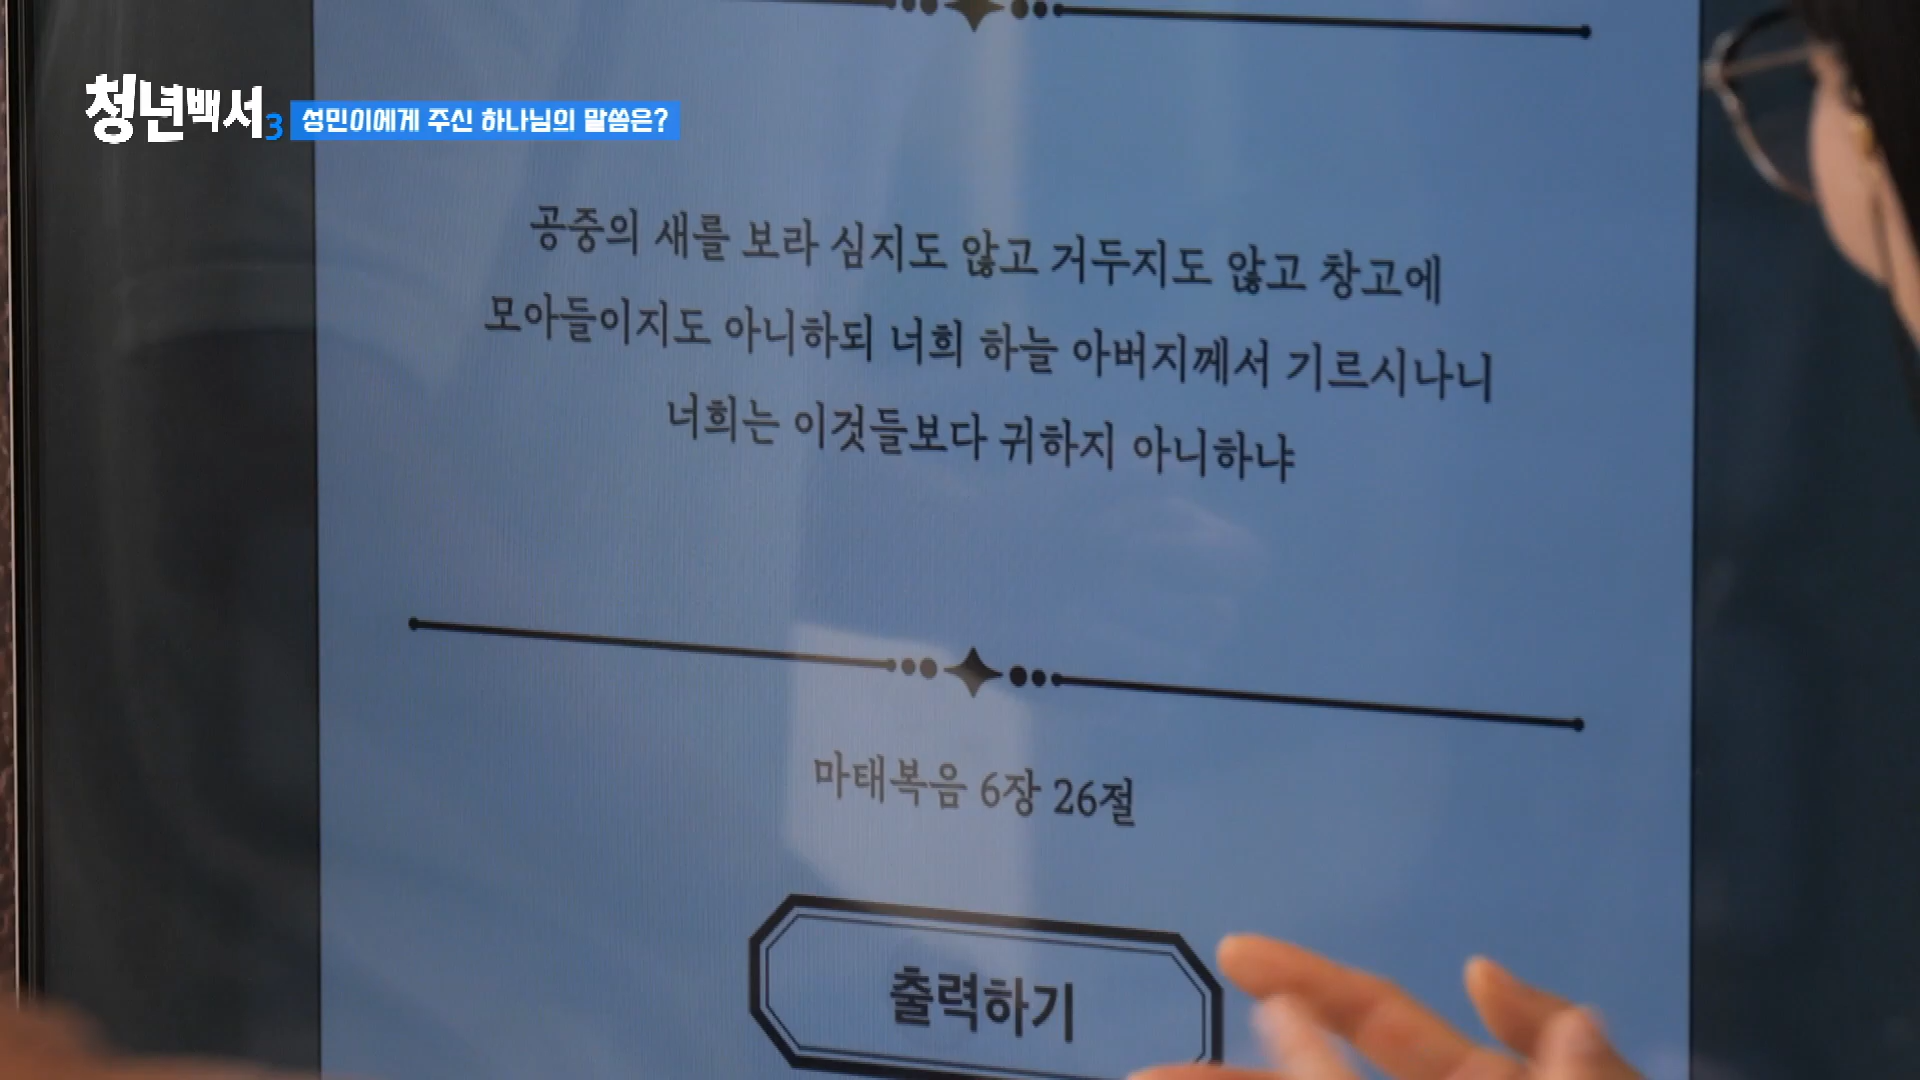 청년백서3 성민이에게 주신 하나님의 말씀은?
공중의 새를 보라 심지도 않고 거두지도 않고 창고에
모아들이지도 아니하되 너희 하늘 아버지께서 기르시나니
너희는 이것들보다 귀하지 아니하냐
마태복음 6장 26절
출력하기